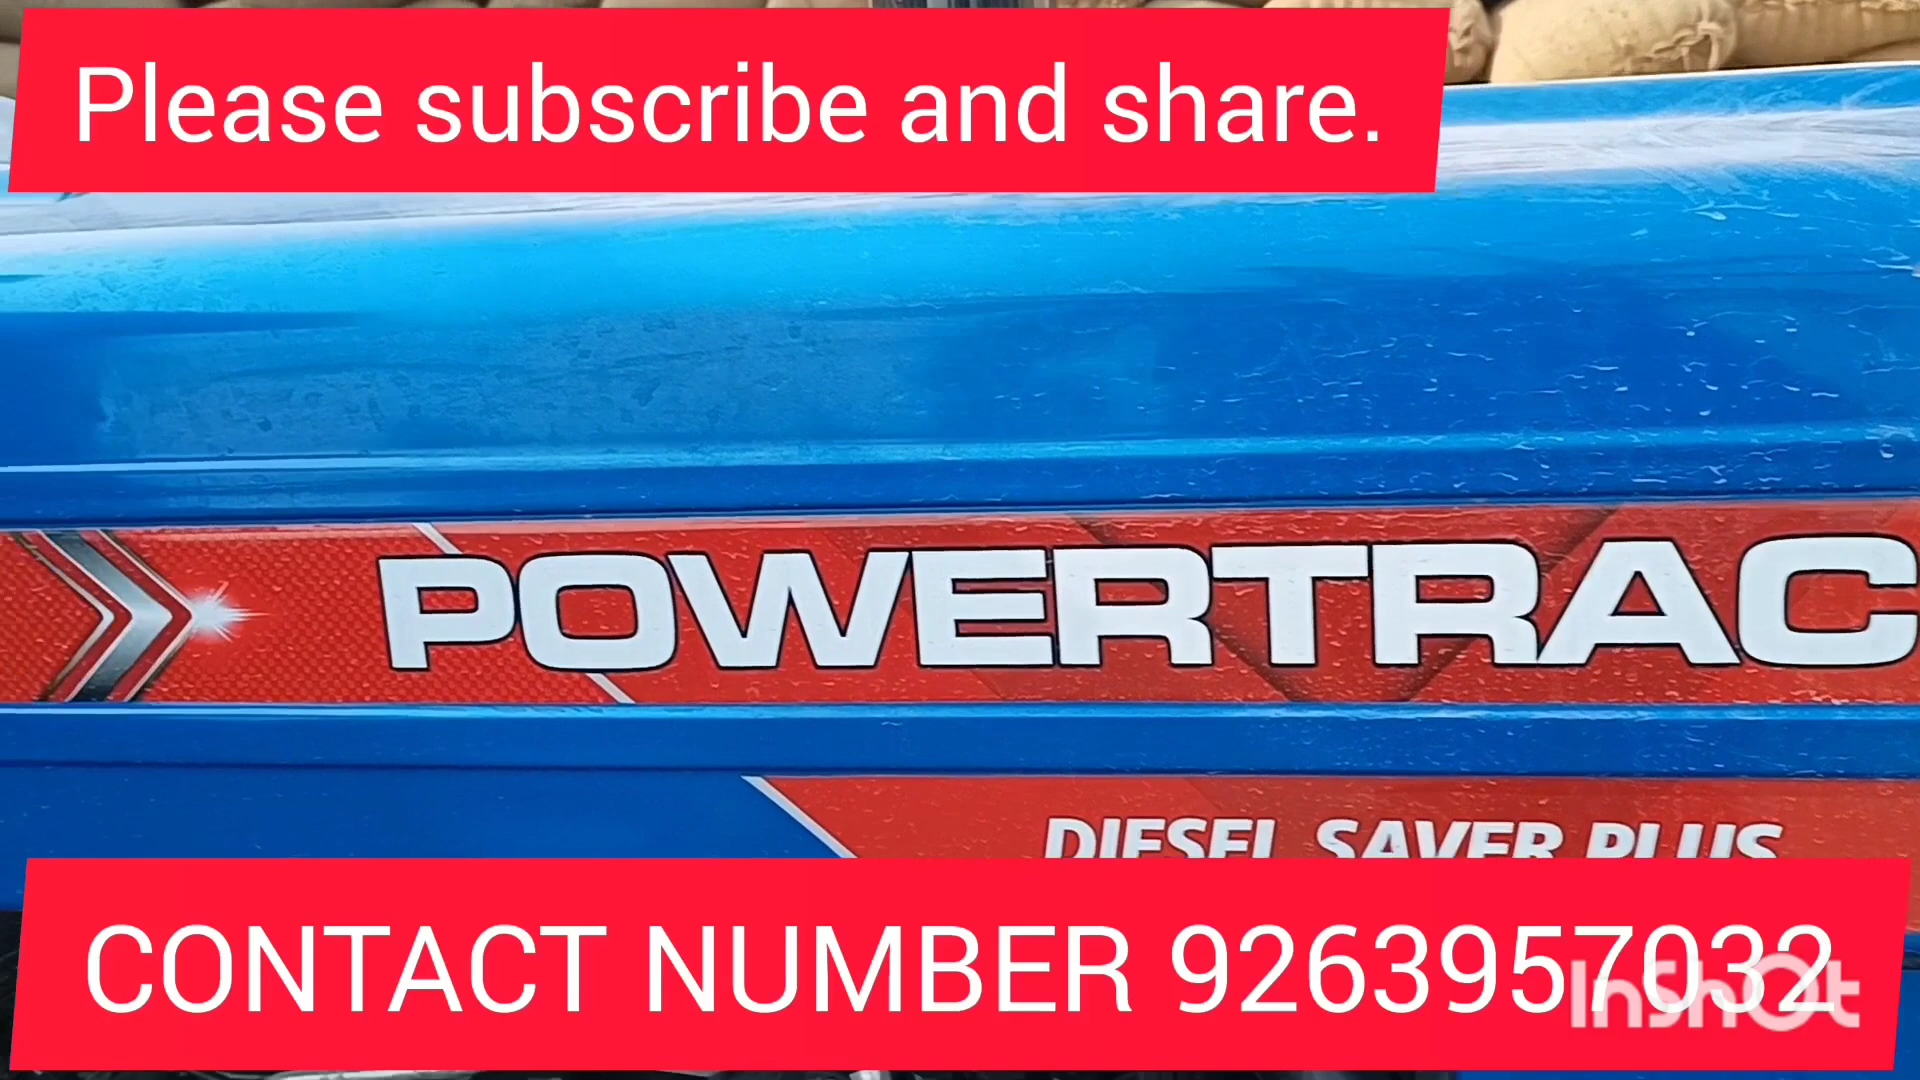 Please subscribe and share.
POWERTRAC
DIESEL SAVER PLUS
CONTACT NUMBER 9263957032
InShOt